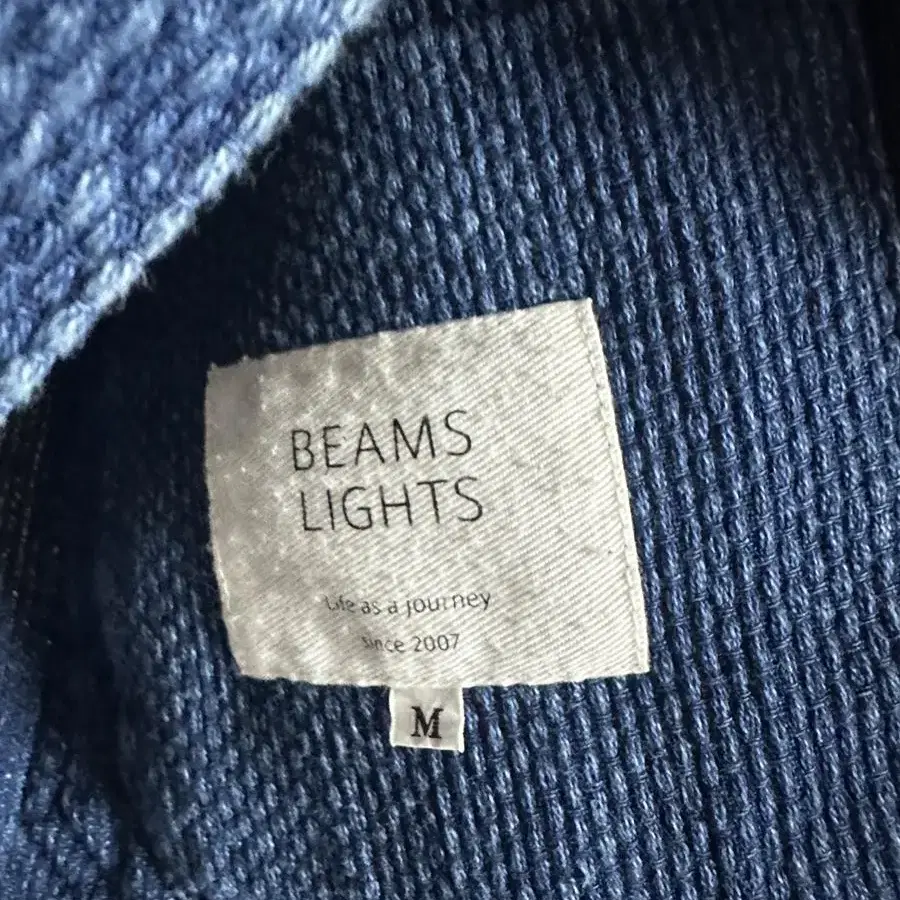 BEAMS
LIGHTS
Life as a journey
since 2007
M